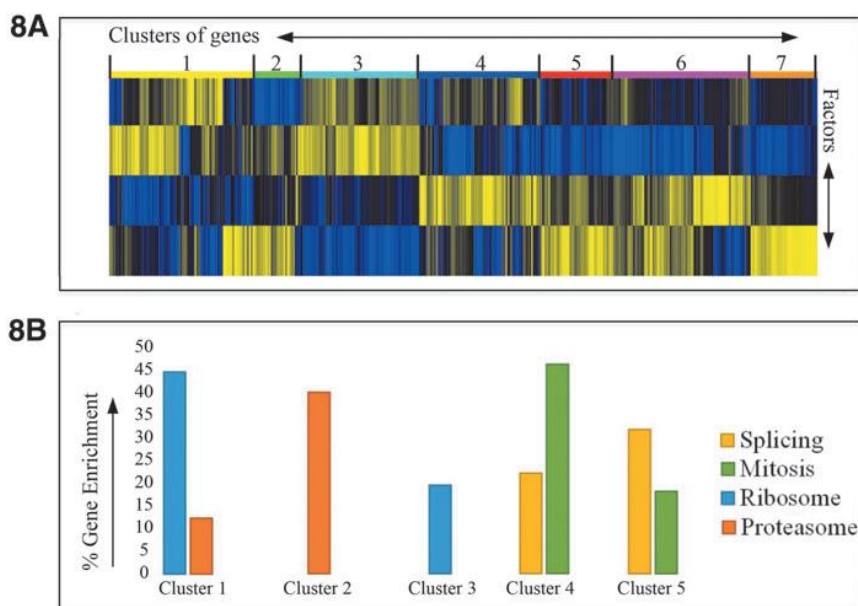 8A
Clusters of genes
1 2 3 4 5 6 7
Factors
8B
% Gene Enrichment
50
45
40
35
30
25
20
15
10
5
0
Cluster 1 Cluster 2 Cluster 3 Cluster 4 Cluster 5
Splicing
Mitosis
Ribosome
Proteasome